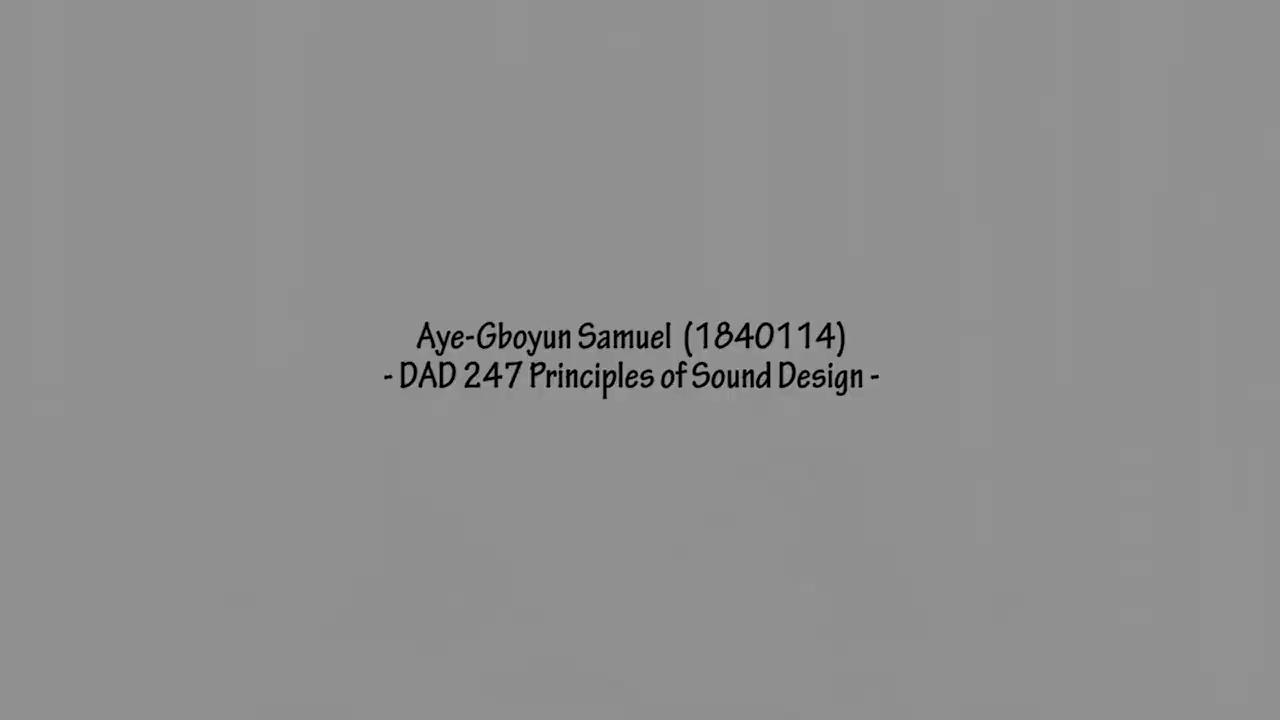 Aye-Gboyun Samuel (1840114)
- DAD 247 Principles of Sound Design -